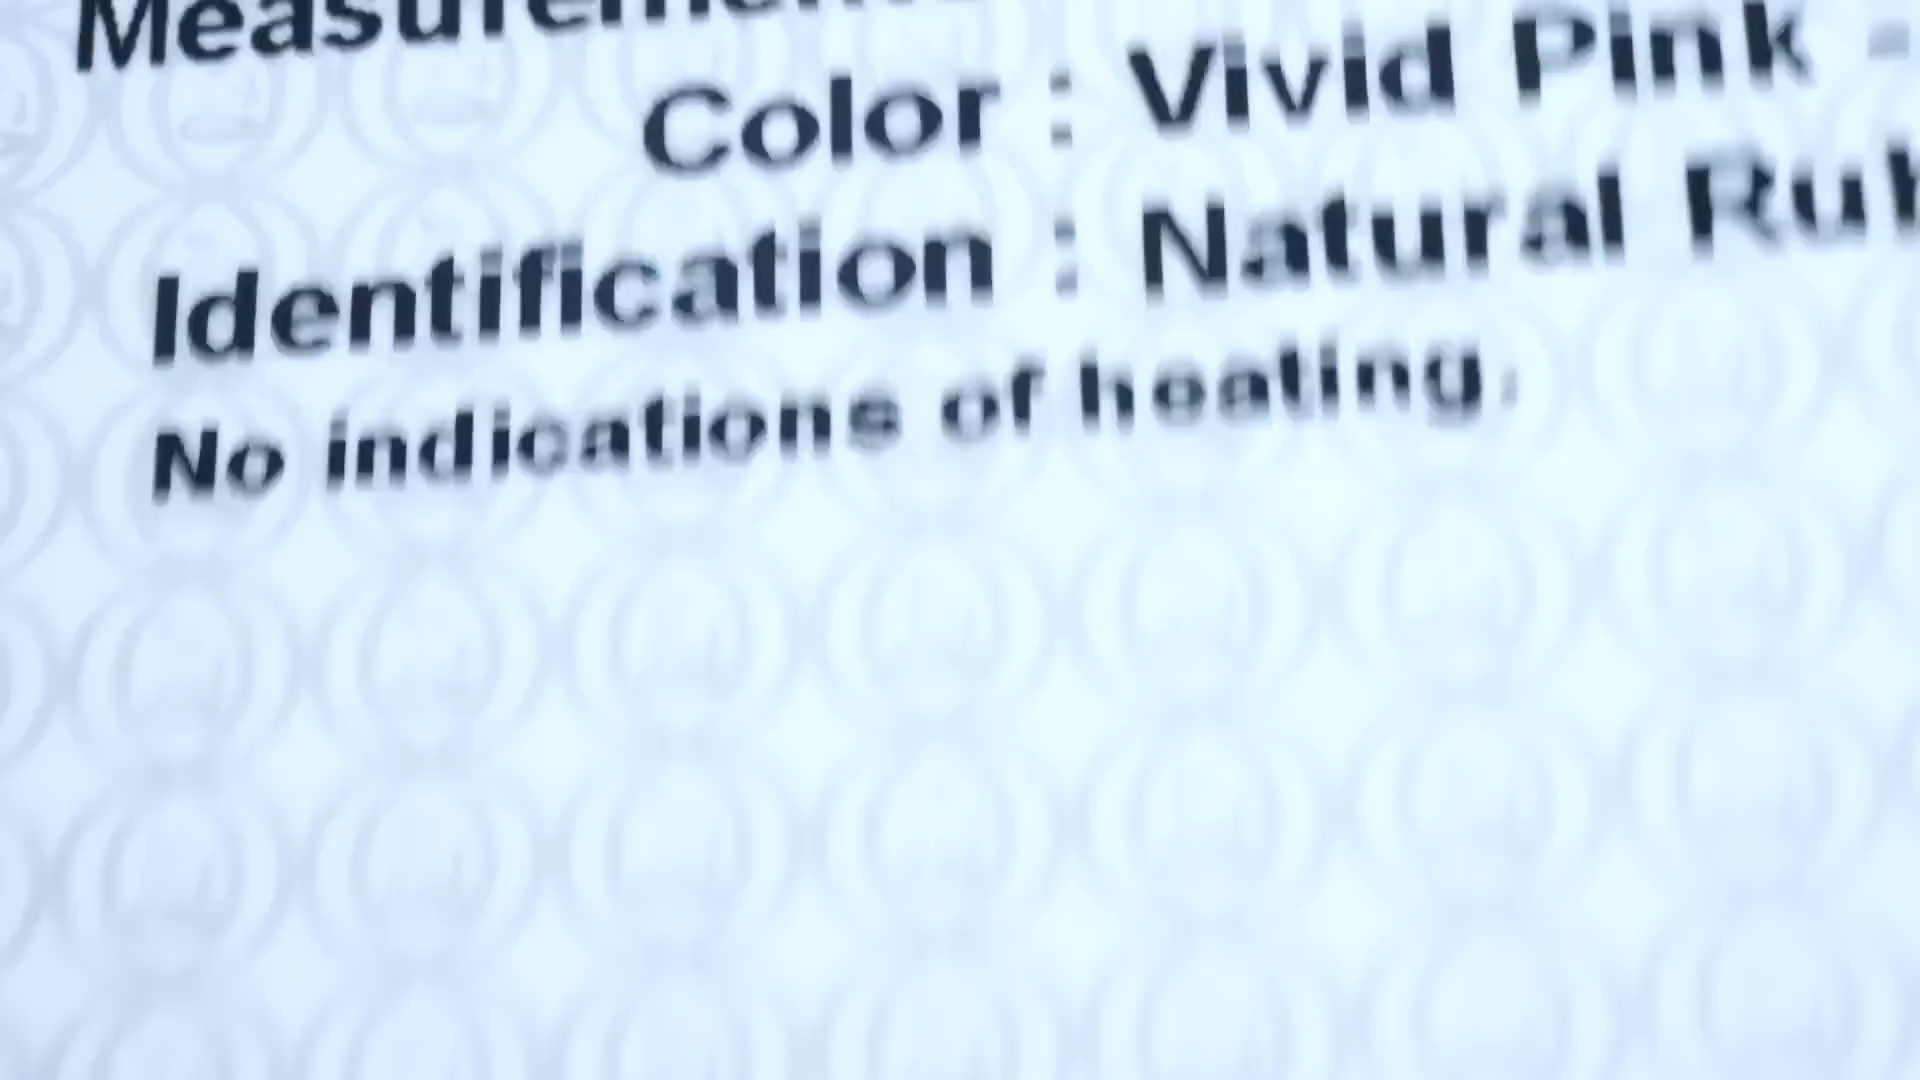 Color : Vivid Pink -
Identification : Natural
No indications of heating.